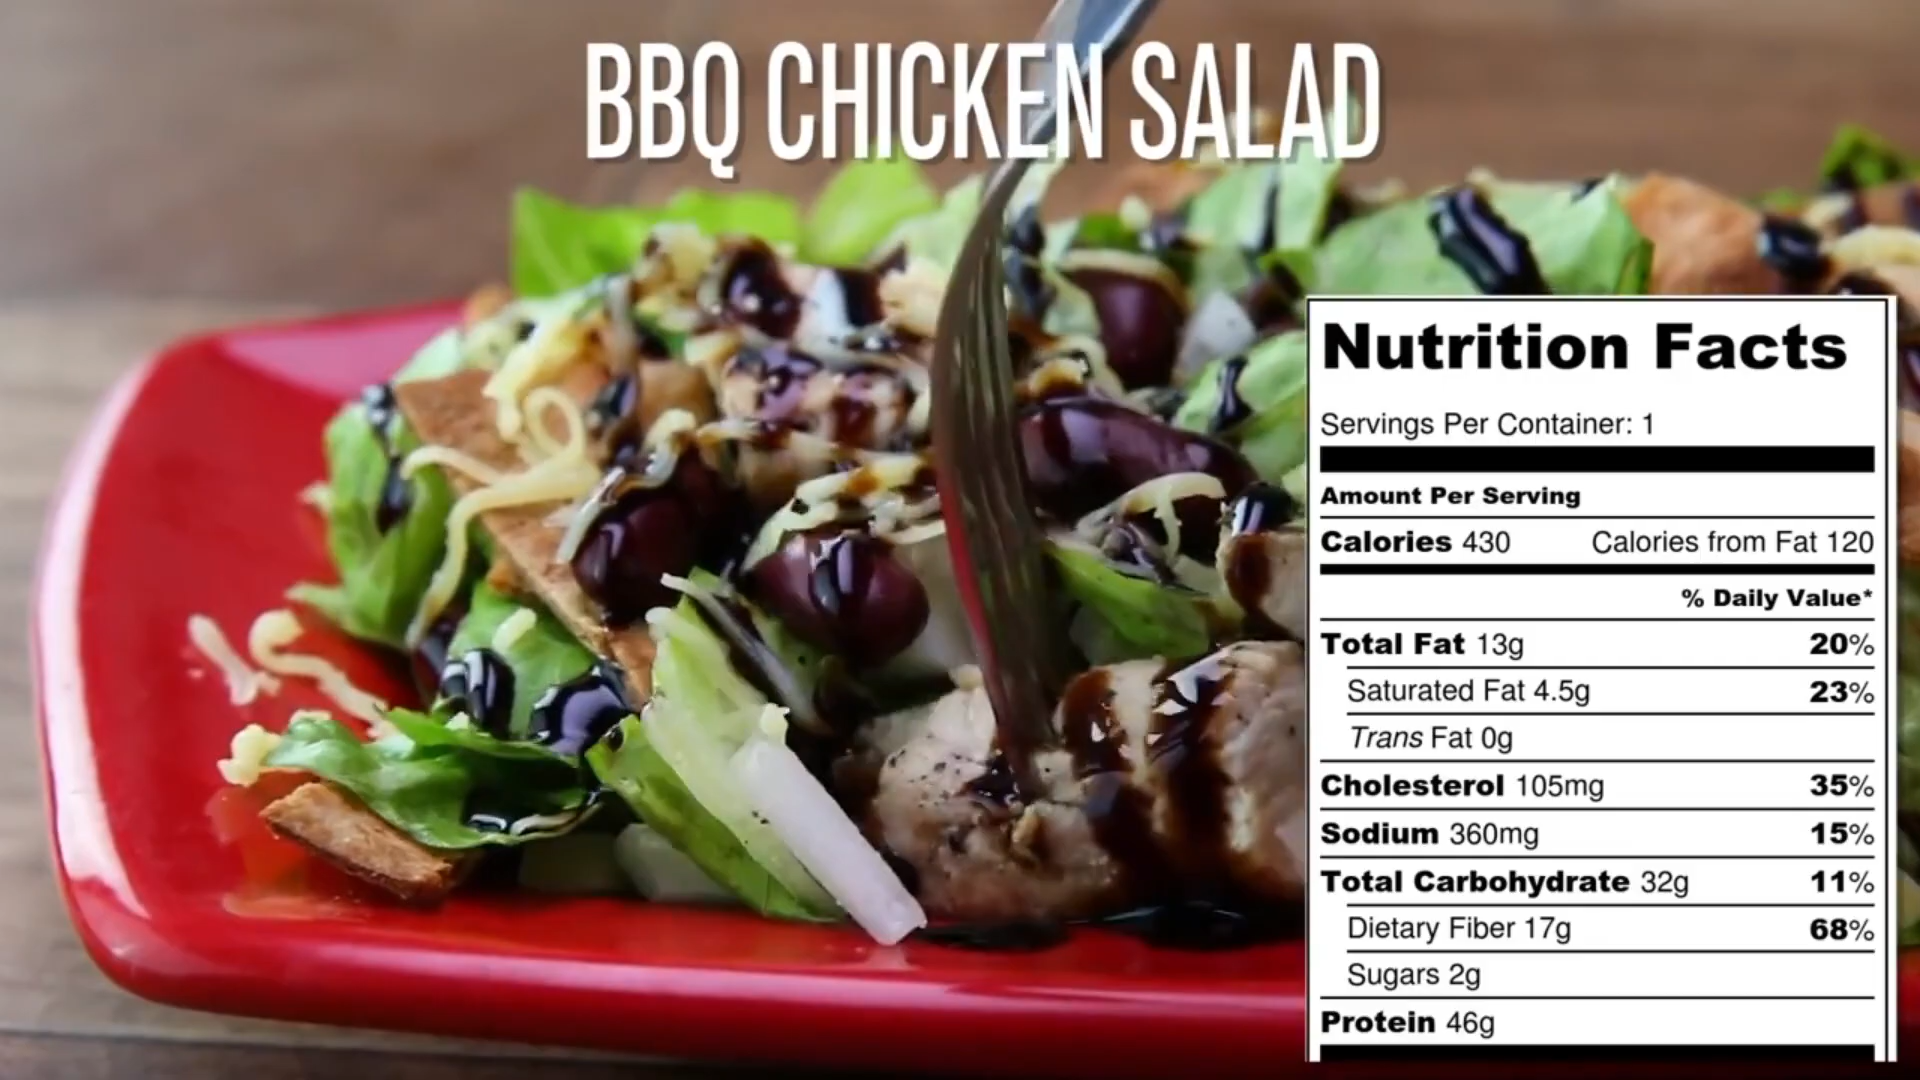 BBQ CHICKEN SALAD
Nutrition Facts
Servings Per Container: 1
Amount Per Serving
Calories 430 Calories from Fat 120
% Daily Value*
Total Fat 13g 20%
Saturated Fat 4.5g 23%
Trans Fat 0g
Cholesterol 105mg 35%
Sodium 360mg 15%
Total Carbohydrate 32g 11%
Dietary Fiber 17g 68%
Sugars 2g
Protein 46g